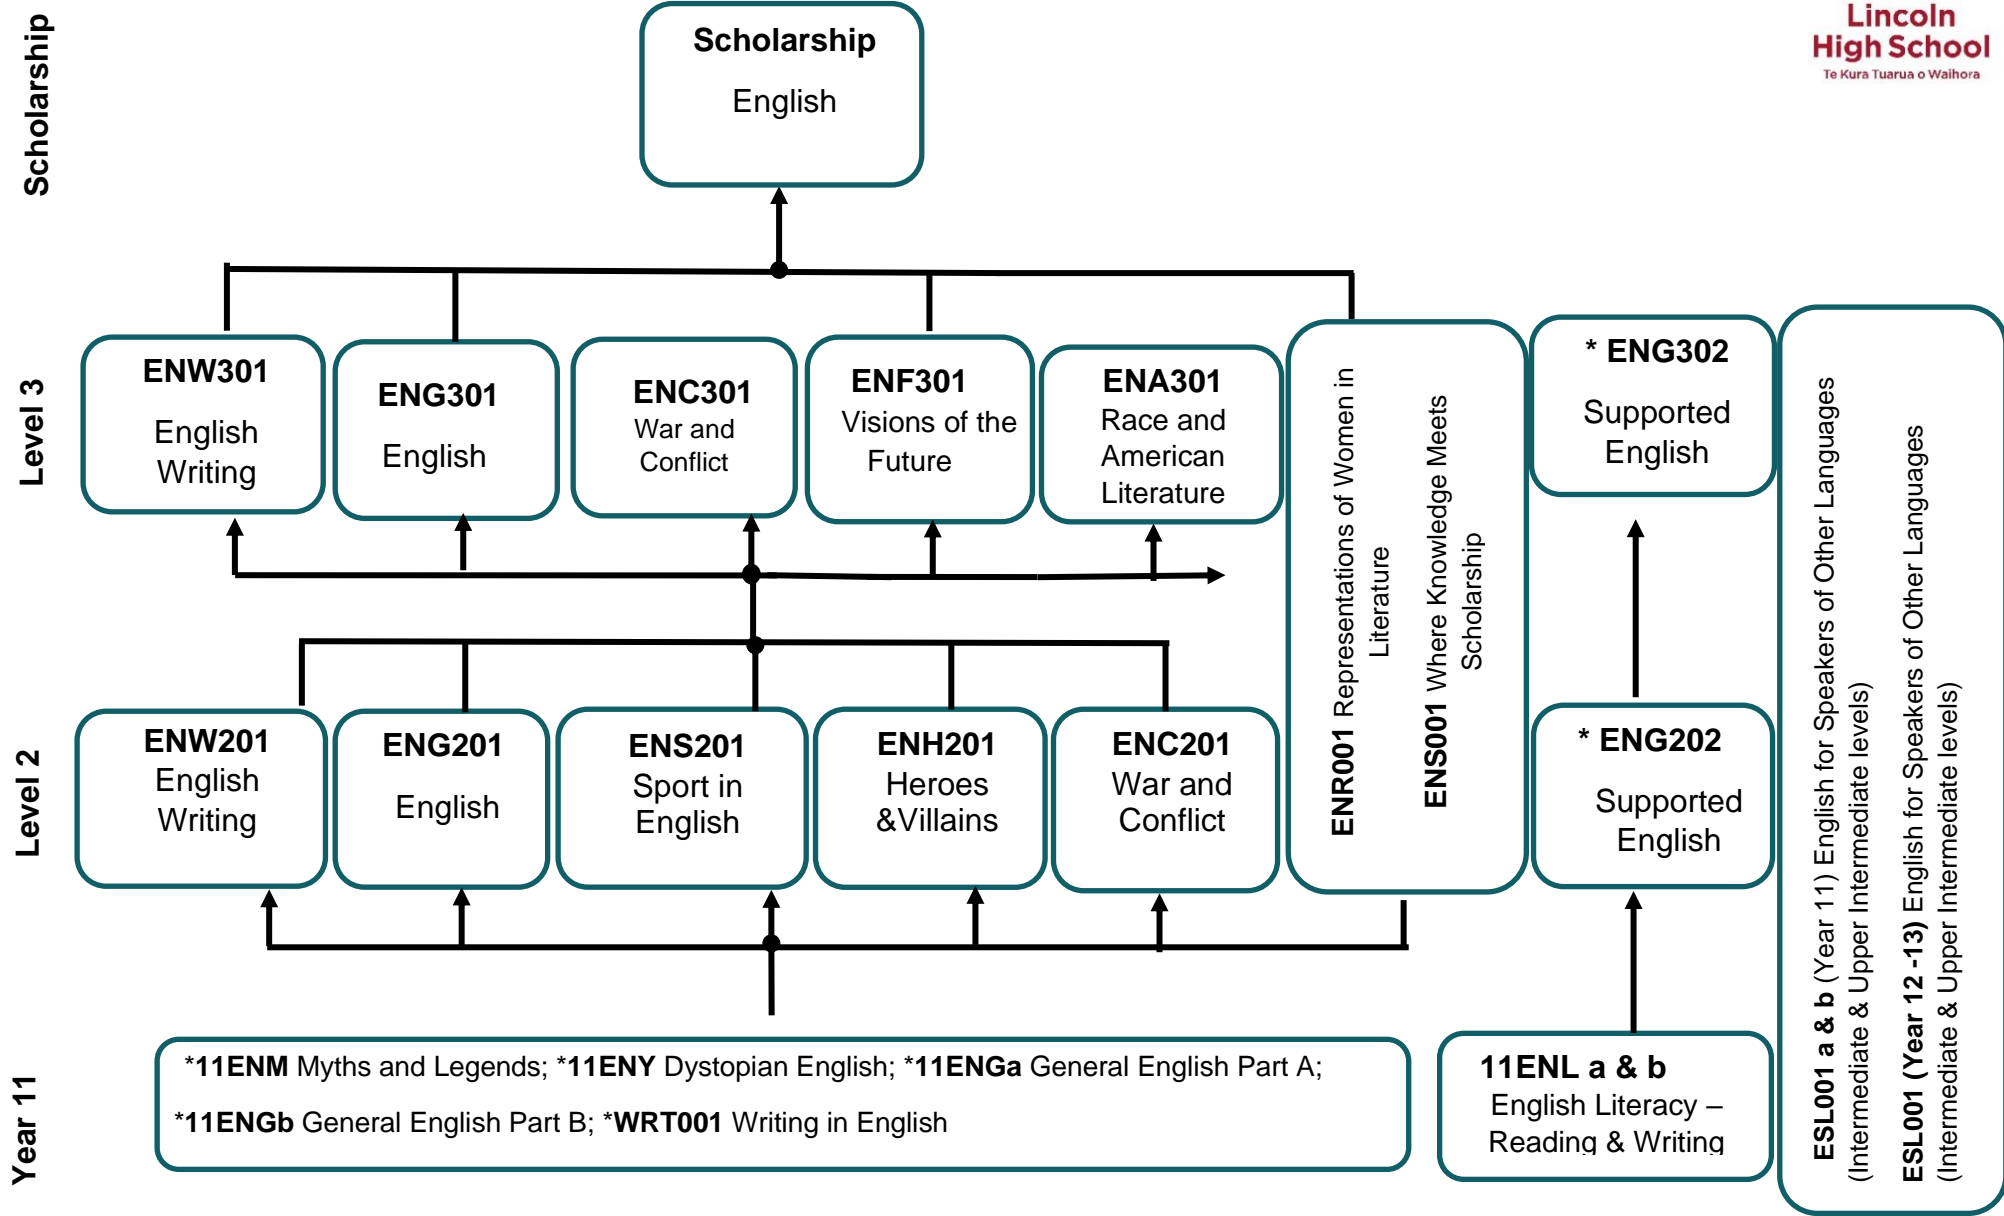 Lincoln
High School
Te Kura Tuarua o Waihora
Scholarship
Scholarship
English
Level 3
ENW301
English
Writing
ENG301
English
ENC301
War and
Conflict
ENF301
Visions of the
Future
ENA301
Race and
American
Literature
ENR001 Representations of Women in
Literature
ENS001 Where Knowledge Meets
Scholarship
* ENG302
Supported
English
ESL001 a & b (Year 11) English for Speakers of Other Languages
(Intermediate & Upper Intermediate levels)
ESL001 (Year 12 -13) English for Speakers of Other Languages
(Intermediate & Upper Intermediate levels)
Level 2
ENW201
English
Writing
ENG201
English
ENS201
Sport in
English
ENH201
Heroes
&Villains
ENC201
War and
Conflict
* ENG202
Supported
English
Year 11
*11ENM Myths and Legends; *11ENY Dystopian English; *11ENGa General English Part A;
*11ENGb General English Part B; *WRT001 Writing in English
11ENL a & b
English Literacy –
Reading & Writing